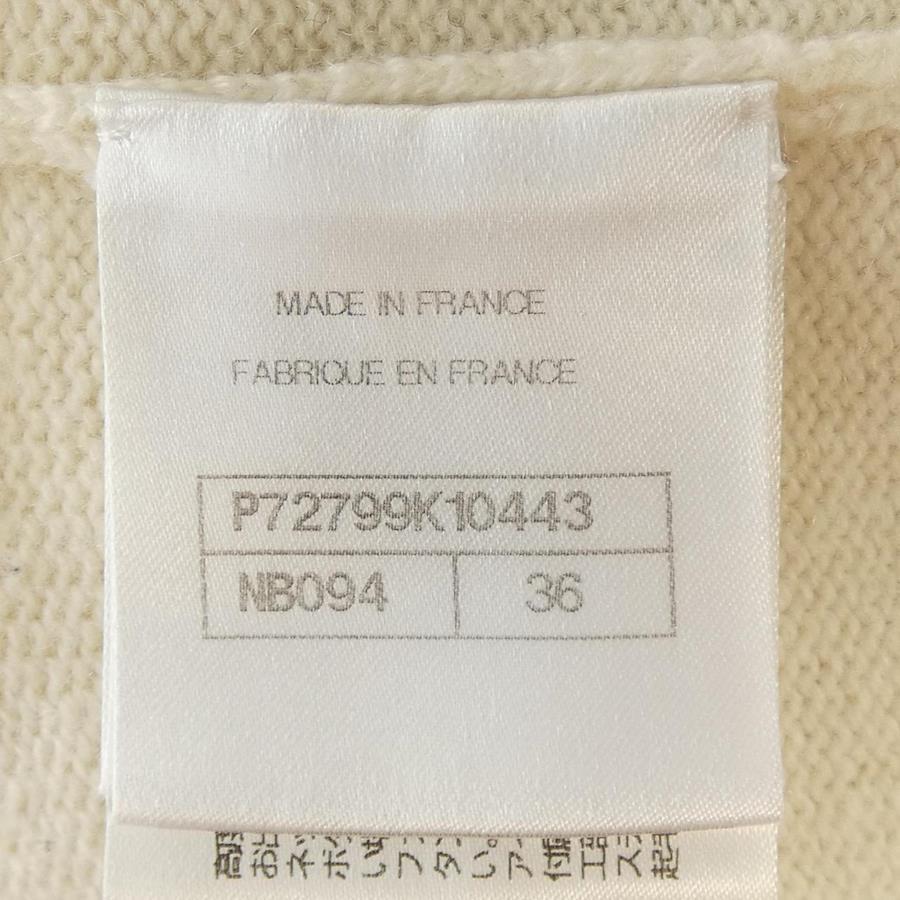 MADE IN FRANCE
FABRIQUE EN FRANCE
P72799K10443
NB094 36